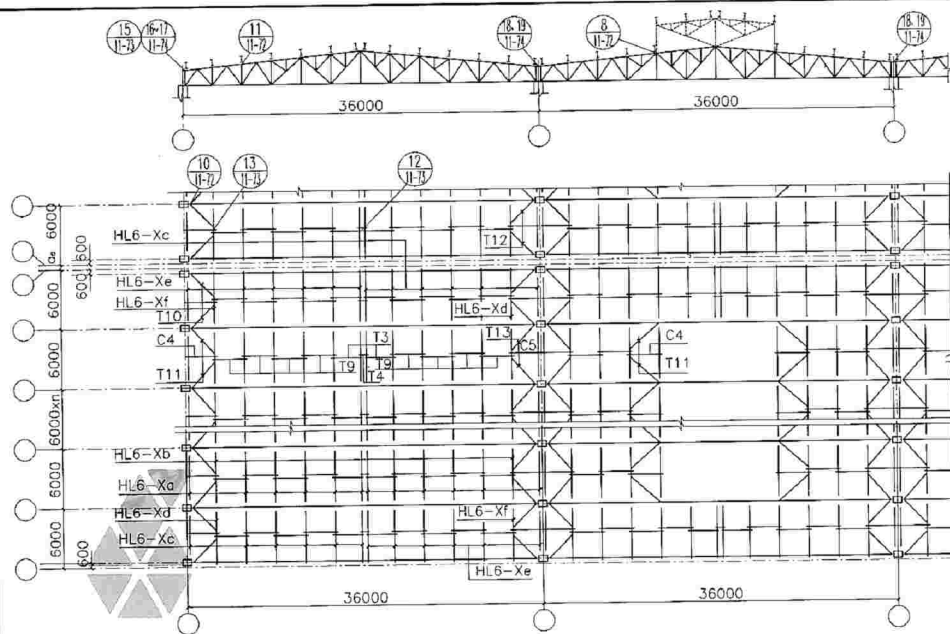 15 16~17 11 18.19 8 18.19
11-73 11-74 11-72 11-74 11-72 11-74
36000 36000
10 13 12
11-72 11-73 11-73
6000
HL6-Xc T12
600
600
HL6-Xe
HL6-Xf HL6-Xd
6000
T10
C4 T3 T13 C5 C4
T11 T9 T9 T11
T4
6000
6000xn
HL6-Xb
6000
HL6-Xa
HL6-Xd HL6-Xf
HL6-Xc
6000
600
HL6-Xe
36000 36000